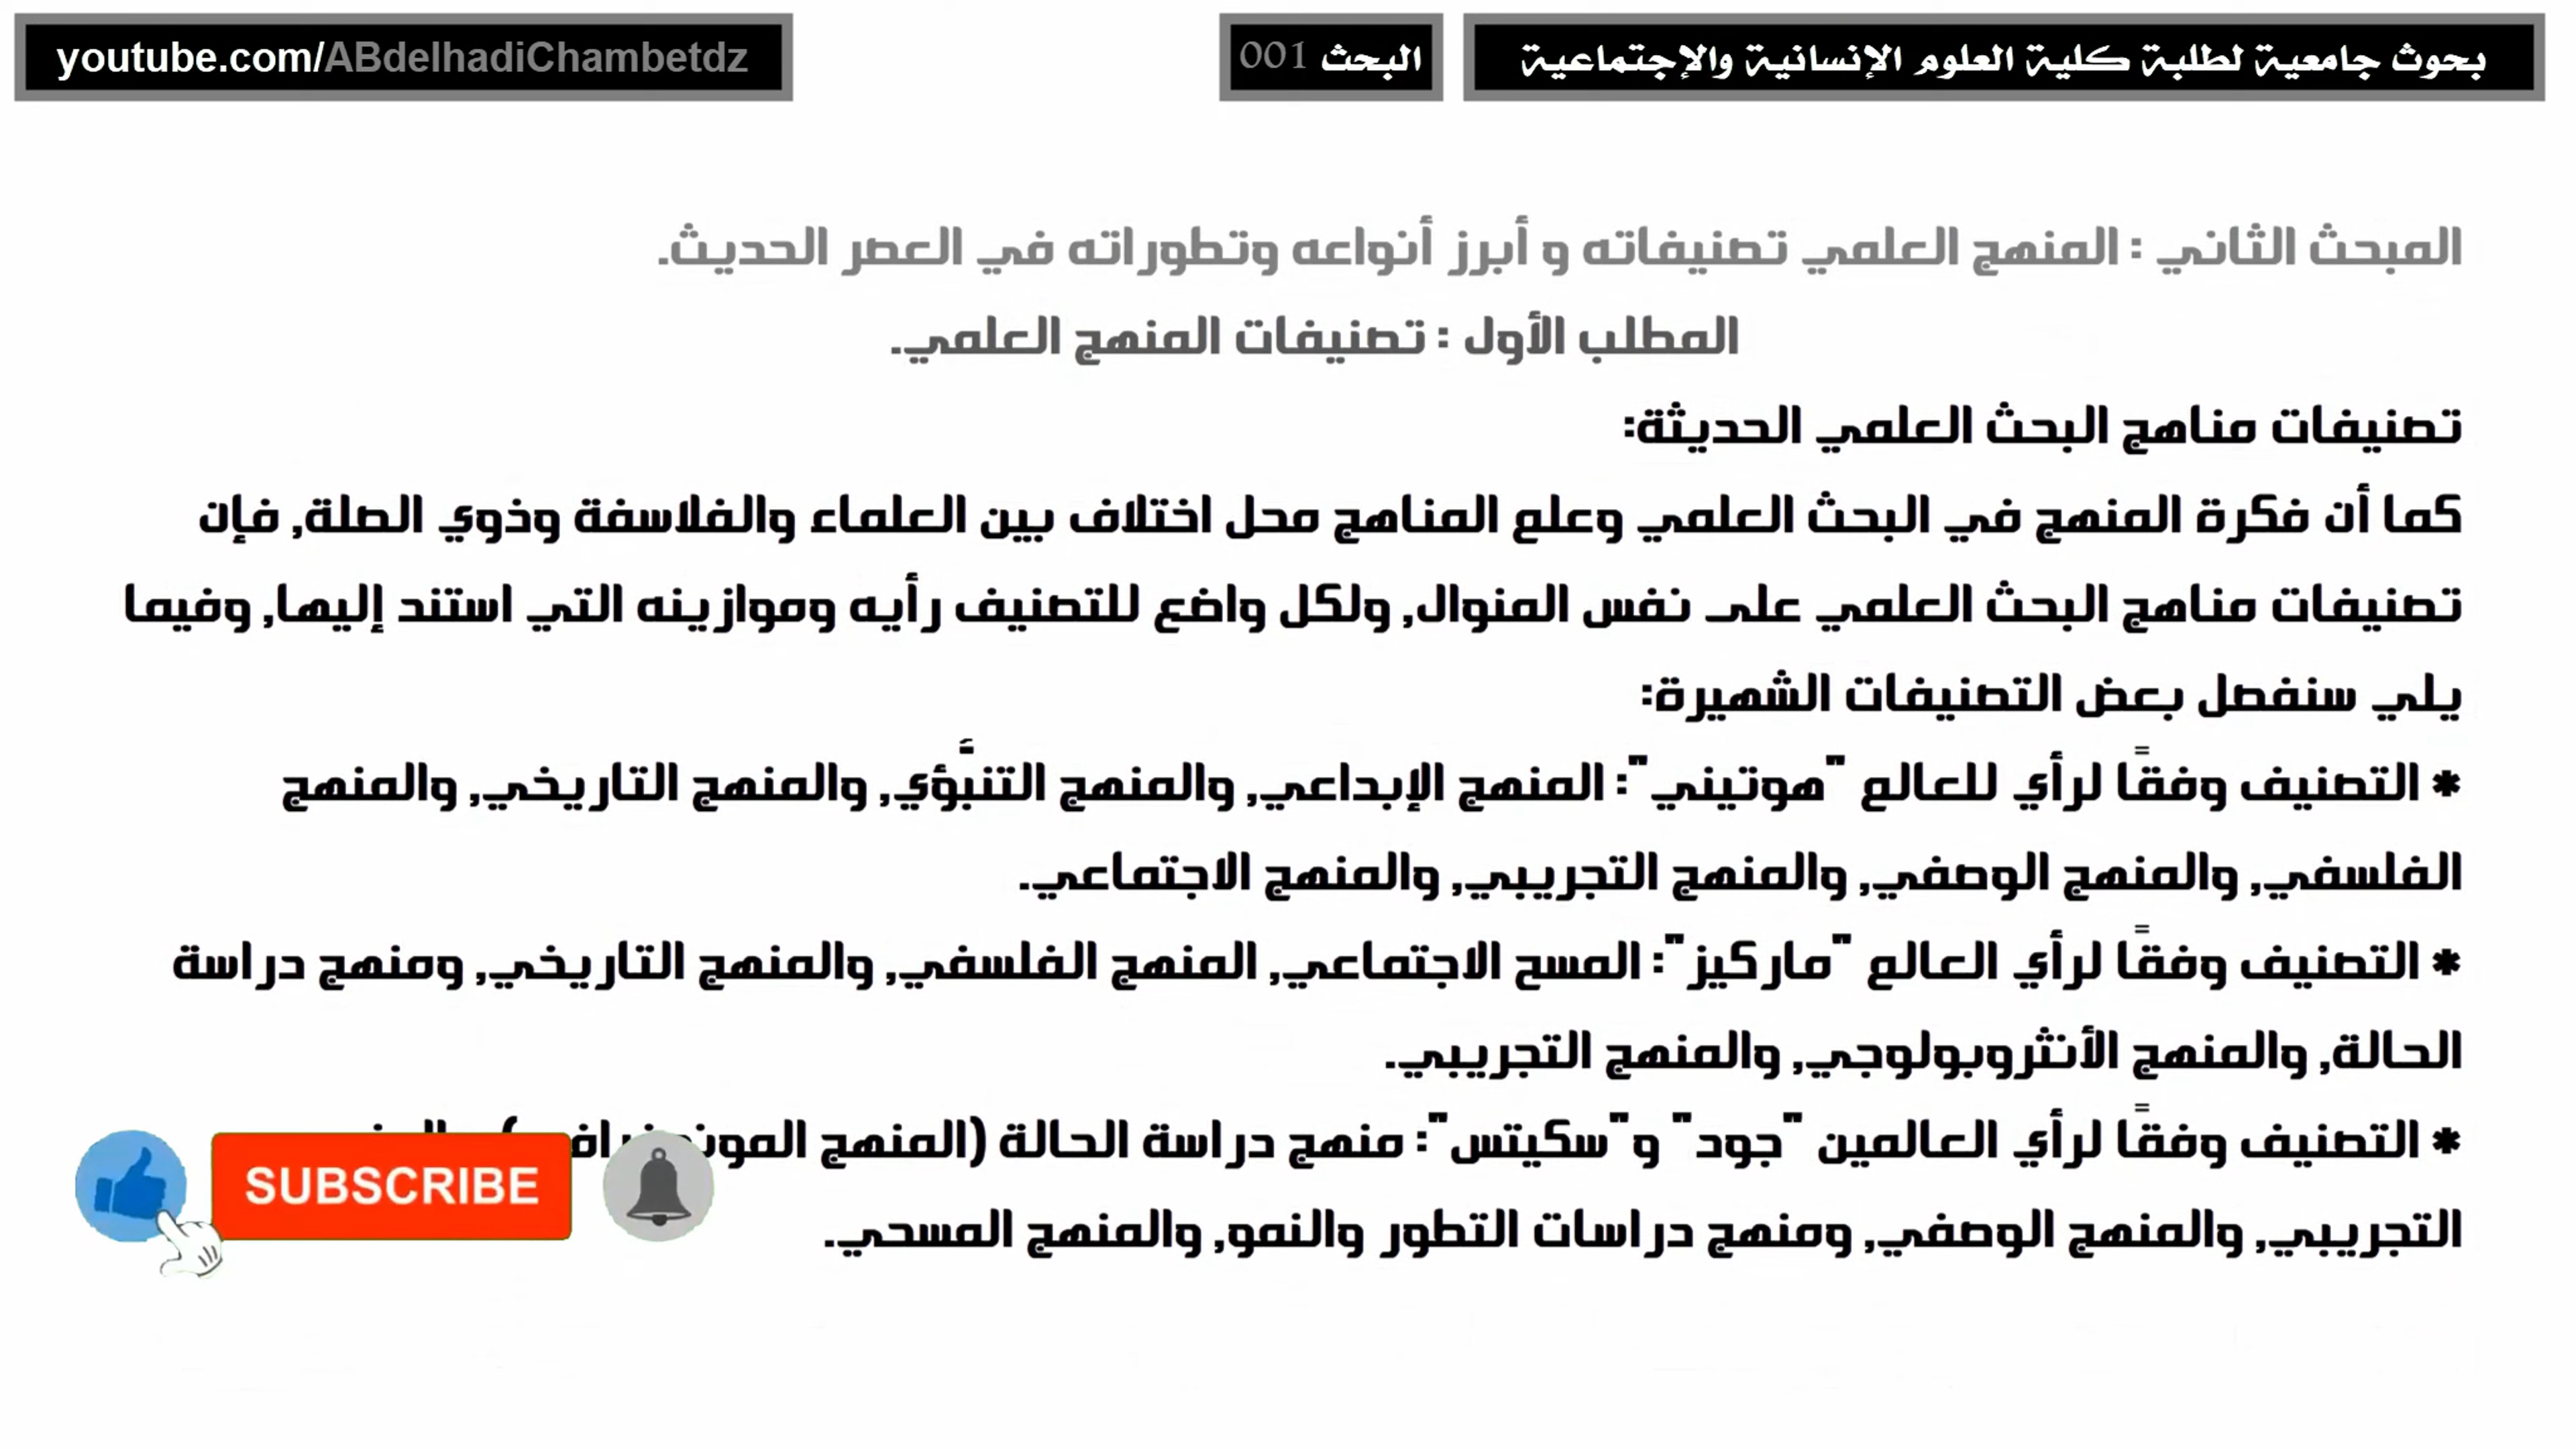 youtube.com/ABdelhadiChambetdz
البحث 001
بحوث جامعية لطلبة كلية العلوم الإنسانية والإجتماعية
المبحث الثاني : المنهج العلمي تصنيفاته و أبرز أنواعه وتطوراته في العصر الحديث.
المطلب الأول : تصنيفات المنهج العلمي.
تصنيفات مناهج البحث العلمي الحديثة:
كما أن فكرة المنهج في البحث العلمي وعلم المناهج محل اختلاف بين العلماء والفلاسفة وذوي الصلة, فإن
تصنيفات مناهج البحث العلمي على نفس المنوال, ولكل واضع للتصنيف رأيه وموازينه التي استند إليها, وفيما
يلي سنفصل بعض التصنيفات الشهيرة:
* التصنيف وفقًا لرأي للعالم "هوتيني": المنهج الإبداعي, والمنهج التنبَّؤي, والمنهج التاريخي, والمنهج
الفلسفي, والمنهج الوصفي, والمنهج التجريبي, والمنهج الاجتماعي.
* التصنيف وفقًا لرأي العالم "ماركيز": المسح الاجتماعي, المنهج الفلسفي, والمنهج التاريخي, ومنهج دراسة
الحالة, والمنهج الأنثروبولوجي, والمنهج التجريبي.
* التصنيف وفقًا لرأي العالمين "جود" و"سكيتس": منهج دراسة الحالة (المنهج
التجريبي, والمنهج الوصفي, ومنهج دراسات التطور والنمو, والمنهج المسحي.
SUBSCRIBE